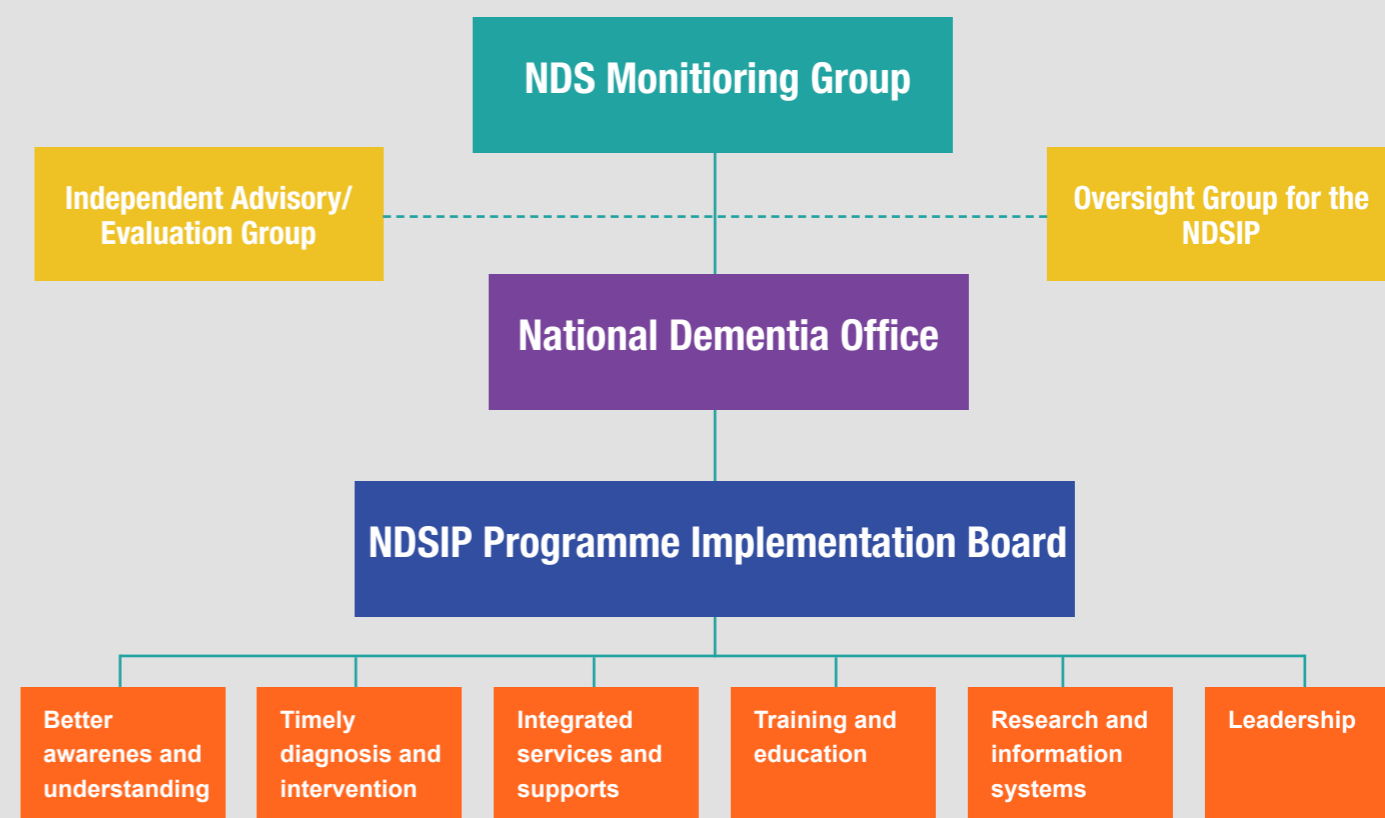 NDS Monitioring Group
Independent Advisory/
Evaluation Group
Oversight Group for the
NDSIP
National Dementia Office
NDSIP Programme Implementation Board
Better
awarenes and
understanding
Timely
diagnosis and
intervention
Integrated
services and
supports
Training and
education
Research and
information
systems
Leadership